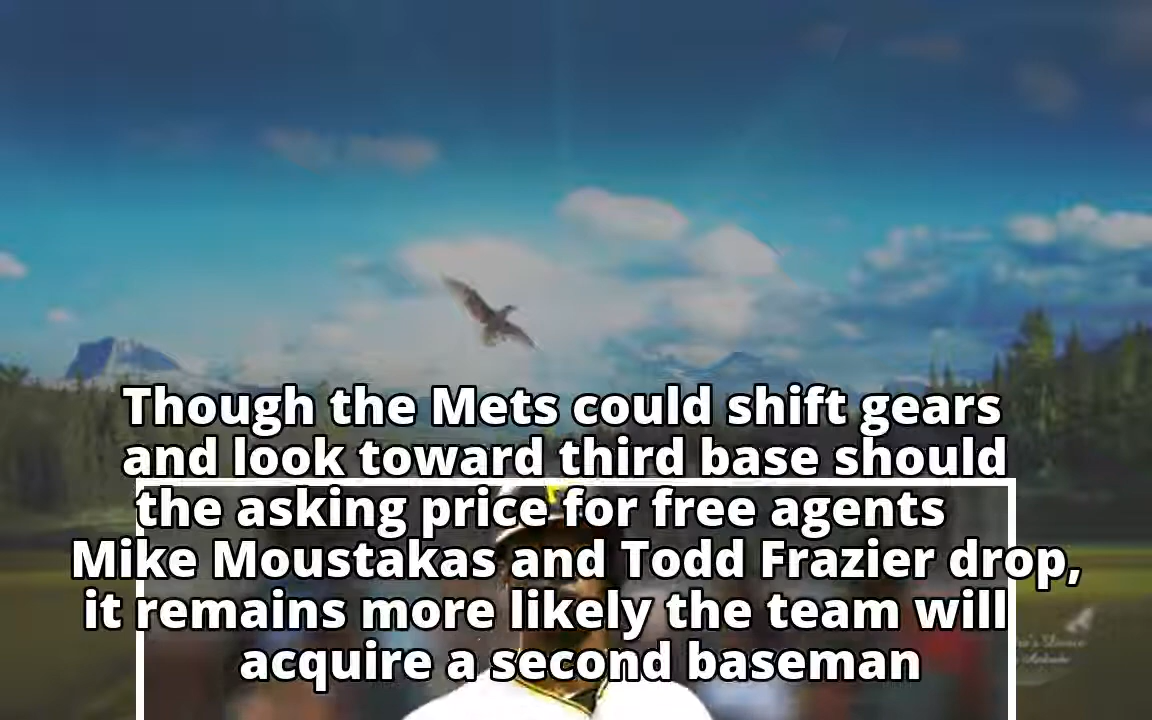 Though the Mets could shift gears
and look toward third base should
the asking price for free agents
Mike Moustakas and Todd Frazier drop,
it remains more likely the team will
acquire a second baseman